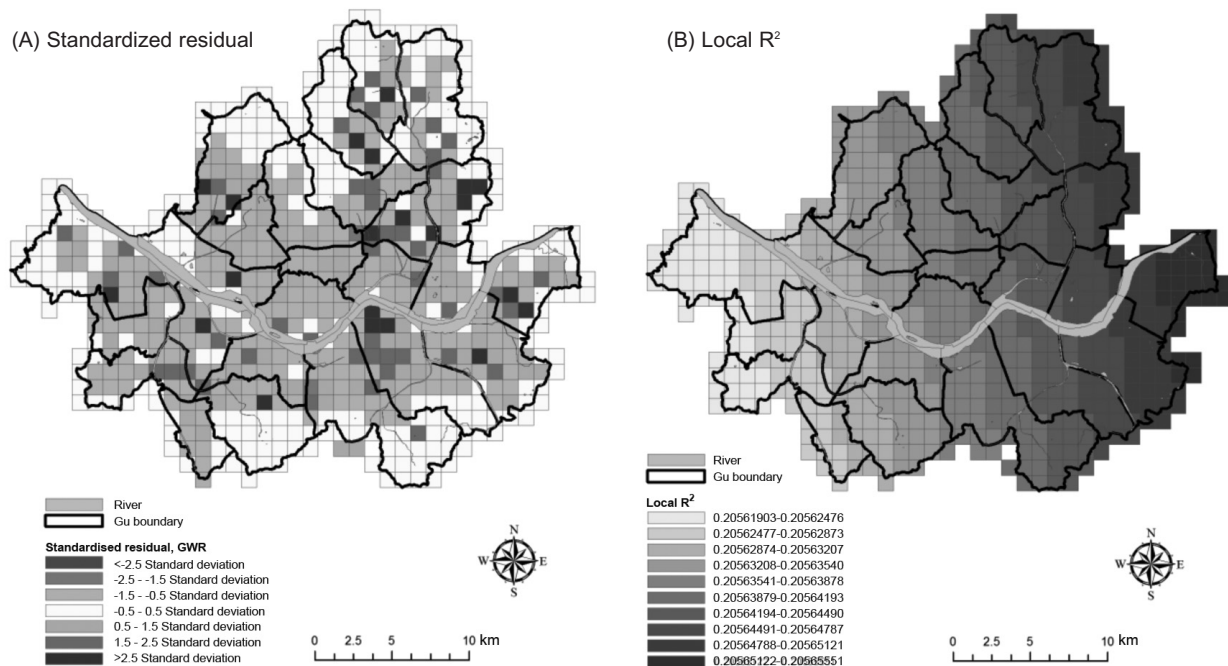 (A) Standardized residual
River
Gu boundary
Standardised residual, GWR
<-2.5 Standard deviation
-2.5 - -1.5 Standard deviation
-1.5 - -0.5 Standard deviation
-0.5 - 0.5 Standard deviation
0.5 - 1.5 Standard deviation
1.5 - 2.5 Standard deviation
>2.5 Standard deviation
N
W E
S
0 2.5 5 10 km
(B) Local R²
River
Gu boundary
Local R²
0.20561903-0.20562476
0.20562477-0.20562873
0.20562874-0.20563207
0.20563208-0.20563540
0.20563541-0.20563878
0.20563879-0.20564193
0.20564194-0.20564490
0.20564491-0.20564787
0.20564788-0.20565121
0.20565122-0.20565551
N
W E
S
0 2.5 5 10 km